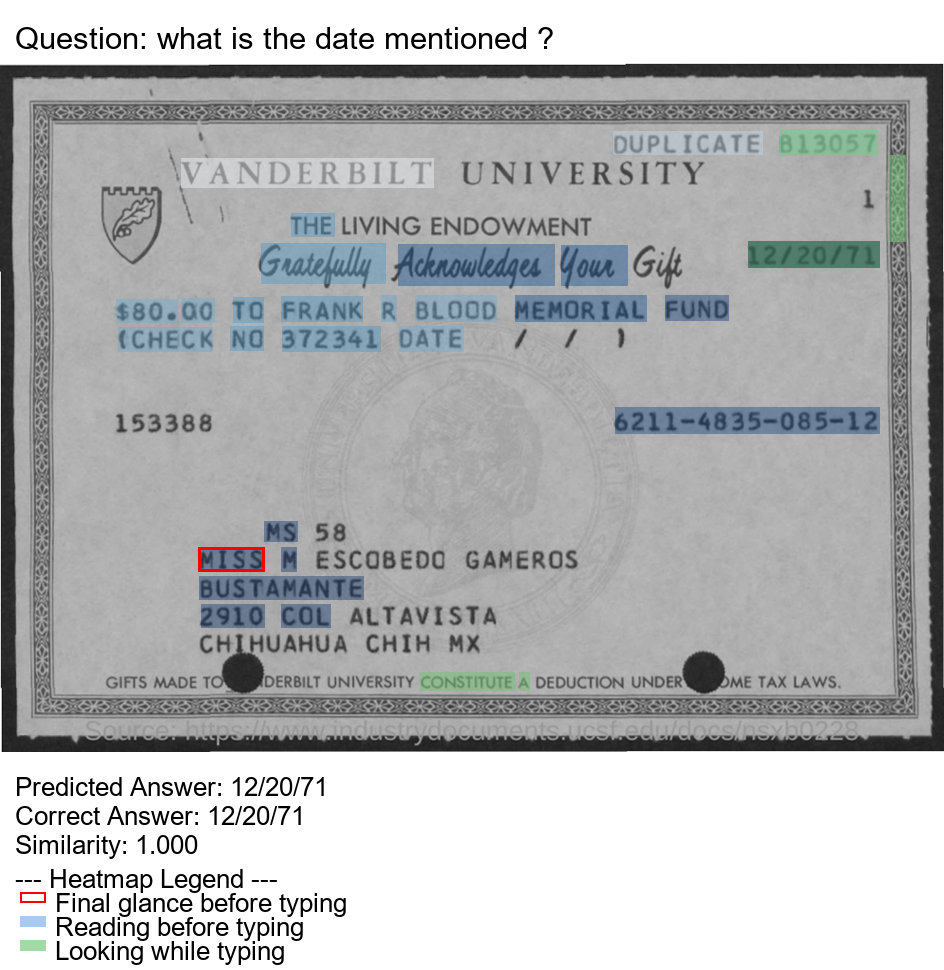 Question: what is the date mentioned ?
DUPLICATE B13057
VANDERBILT UNIVERSITY
1
THE LIVING ENDOWMENT
Gratefully Acknowledges Your Gift 12/20/71
$80.00 TO FRANK R BLOOD MEMORIAL FUND
(CHECK NO 372341 DATE / / )
153388 6211-4835-085-12
MS 58
MISS M ESCOBEDO GAMEROS
BUSTAMANTE
2910 COL ALTAVISTA
CHIHUAHUA CHIH MX
GIFTS MADE TO DERBILT UNIVERSITY CONSTITUTE A DEDUCTION UNDER OME TAX LAWS.
Source: https://www.industrydocuments.ucsf.edu/docs/nsxb0228
Predicted Answer: 12/20/71
Correct Answer: 12/20/71
Similarity: 1.000
--- Heatmap Legend ---
Final glance before typing
Reading before typing
Looking while typing